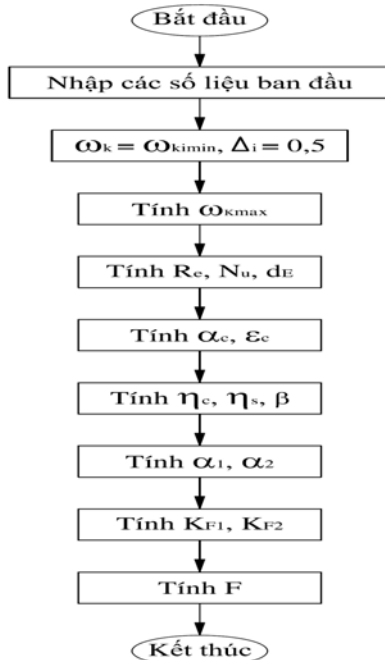 Bắt đầu
Nhập các số liệu ban đầu
ωk = ωkimin, Δi = 0,5
Tính ωKmax
Tính Re, Nu, dE
Tính αc, εc
Tính ηc, ηs, β
Tính α1, α2
Tính KF1, KF2
Tính F
Kết thúc